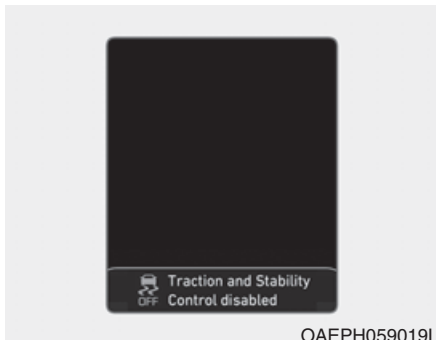 Traction and Stability
OFF Control disabled
OAEPH059019L